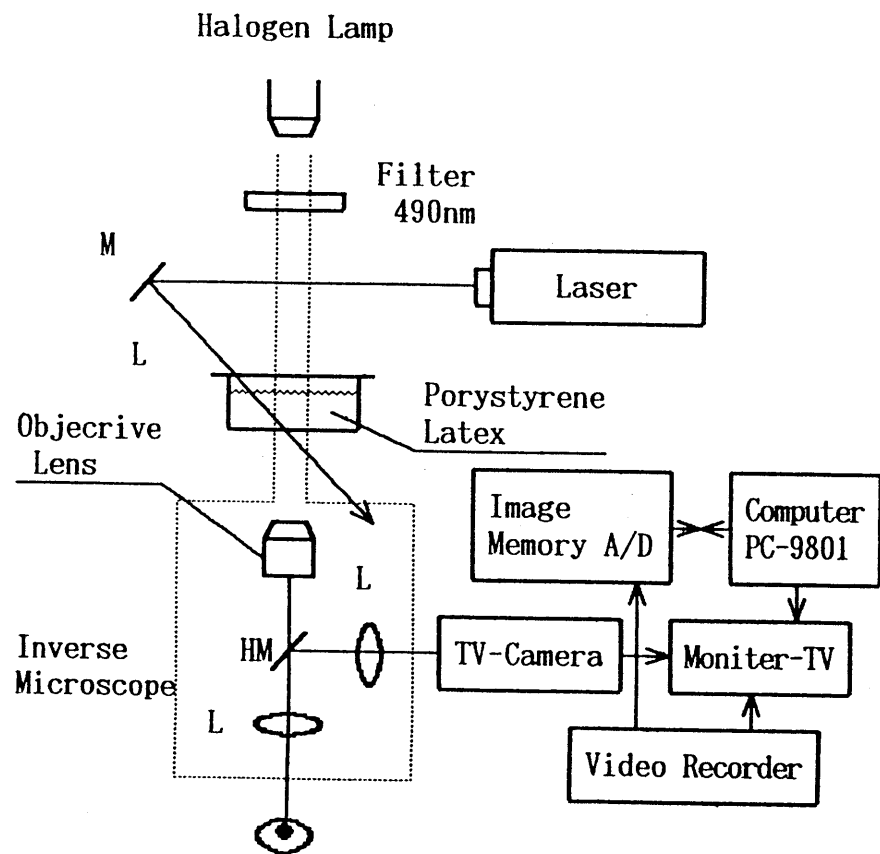 Halogen Lamp
Filter
490nm
M
Laser
L
Porystyrene
Latex
Objecrive
Lens
Image
Memory A/D
Computer
PC-9801
L
Inverse
Microscope
HM
TV-Camera
Moniter-TV
L
Video Recorder